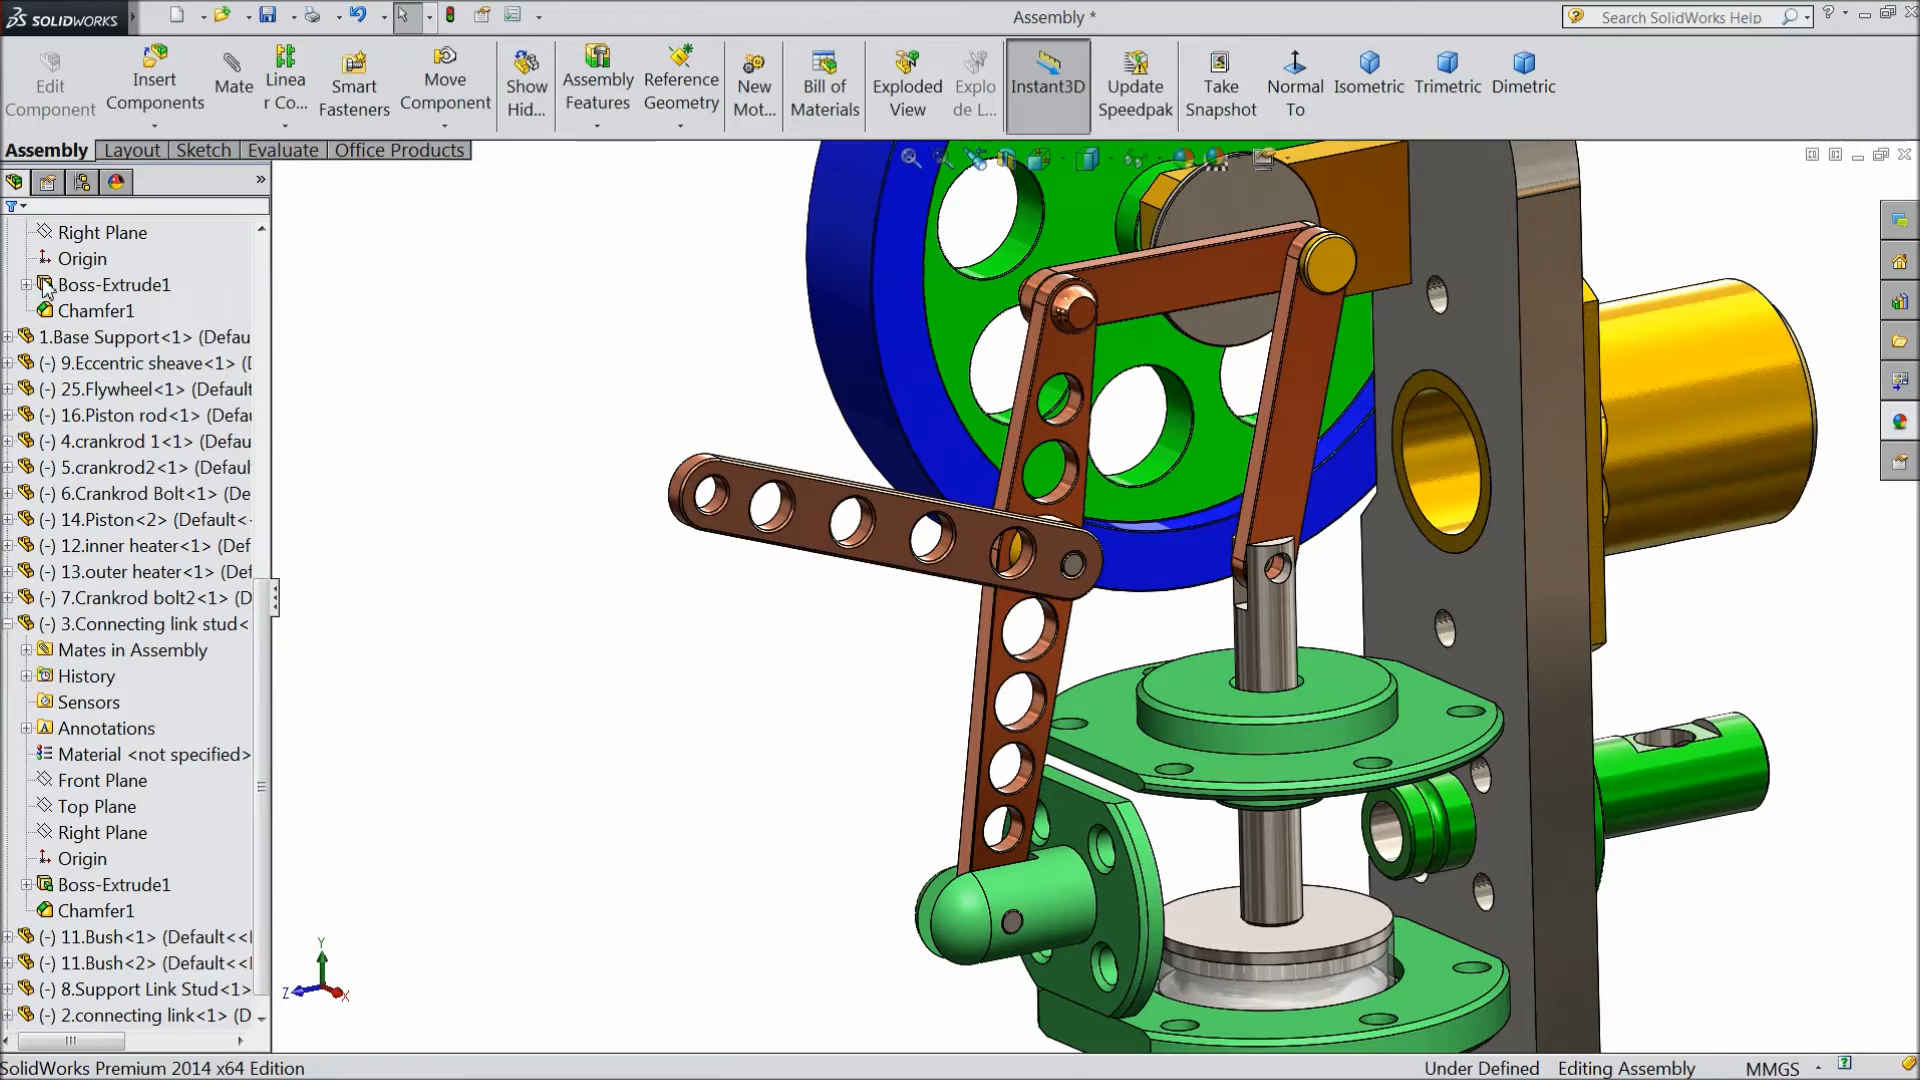 SOLIDWORKS
Assembly *
Search SolidWorks Help
Edit Component
Insert Components
Mate
Linea r Co...
Smart Fasteners
Move Component
Show Hid...
Assembly Features
Reference Geometry
New Mot...
Bill of Materials
Exploded View
Explo de L...
Instant3D
Update Speedpak
Take Snapshot
Normal To
Isometric
Trimetric
Dimetric
Assembly Layout Sketch Evaluate Office Products
Right Plane
Origin
Boss-Extrude1
Chamfer1
1.Base Support<1> (Defau
(-) 9.Eccentric sheave<1> (D
(-) 25.Flywheel<1> (Default
(-) 16.Piston rod<1> (Defau
(-) 4.crankrod 1<1> (Defau
(-) 5.crankrod2<1> (Defaul
(-) 6.Crankrod Bolt<1> (De
(-) 14.Piston<2> (Default<
(-) 12.inner heater<1> (Def
(-) 13.outer heater<1> (Def
(-) 7.Crankrod bolt2<1> (D
(-) 3.Connecting link stud<
Mates in Assembly
History
Sensors
Annotations
Material <not specified>
Front Plane
Top Plane
Right Plane
Origin
Boss-Extrude1
Chamfer1
(-) 11.Bush<1> (Default<<
(-) 11.Bush<2> (Default<<
(-) 8.Support Link Stud<1>
(-) 2.connecting link<1> (D
Y
Z
X
SolidWorks Premium 2014 x64 Edition
Under Defined
Editing Assembly
MMGS